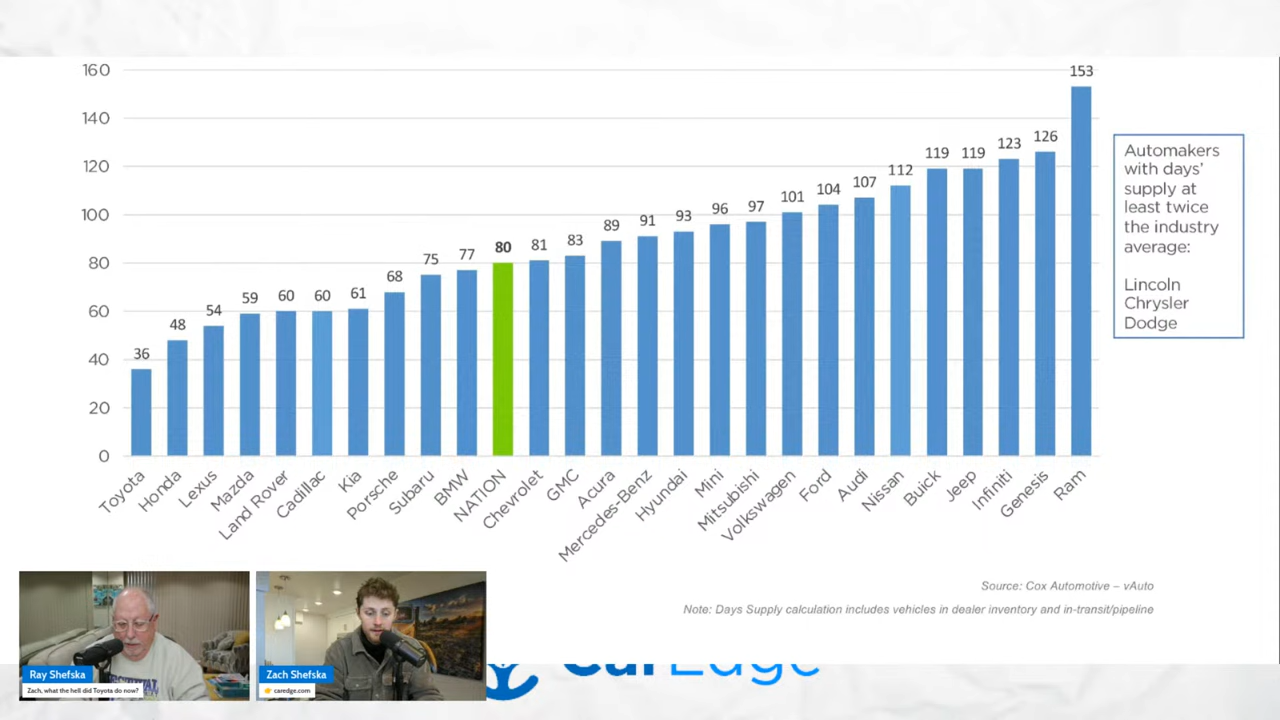 160
140
120
100
80
60
40
20
0
36
48
54
59
60
60
61
68
75
77
80
81
83
89
91
93
96
97
101
104
107
112
119
119
123
126
153
Toyota
Honda
Lexus
Mazda
Land Rover
Cadillac
Kia
Porsche
Subaru
BMW
NATION
Chevrolet
GMC
Acura
Mercedes-Benz
Hyundai
Mini
Mitsubishi
Volkswagen
Ford
Audi
Nissan
Buick
Jeep
Infiniti
Genesis
Ram
Automakers
with days'
supply at
least twice
the industry
average:
Lincoln
Chrysler
Dodge
Source: Cox Automotive – vAuto
Note: Days Supply calculation includes vehicles in dealer inventory and in-transit/pipeline
Ray Shefska
Zach, what the hell did Toyota do now?
Zach Shefska
👉 caredge.com
CarEdge